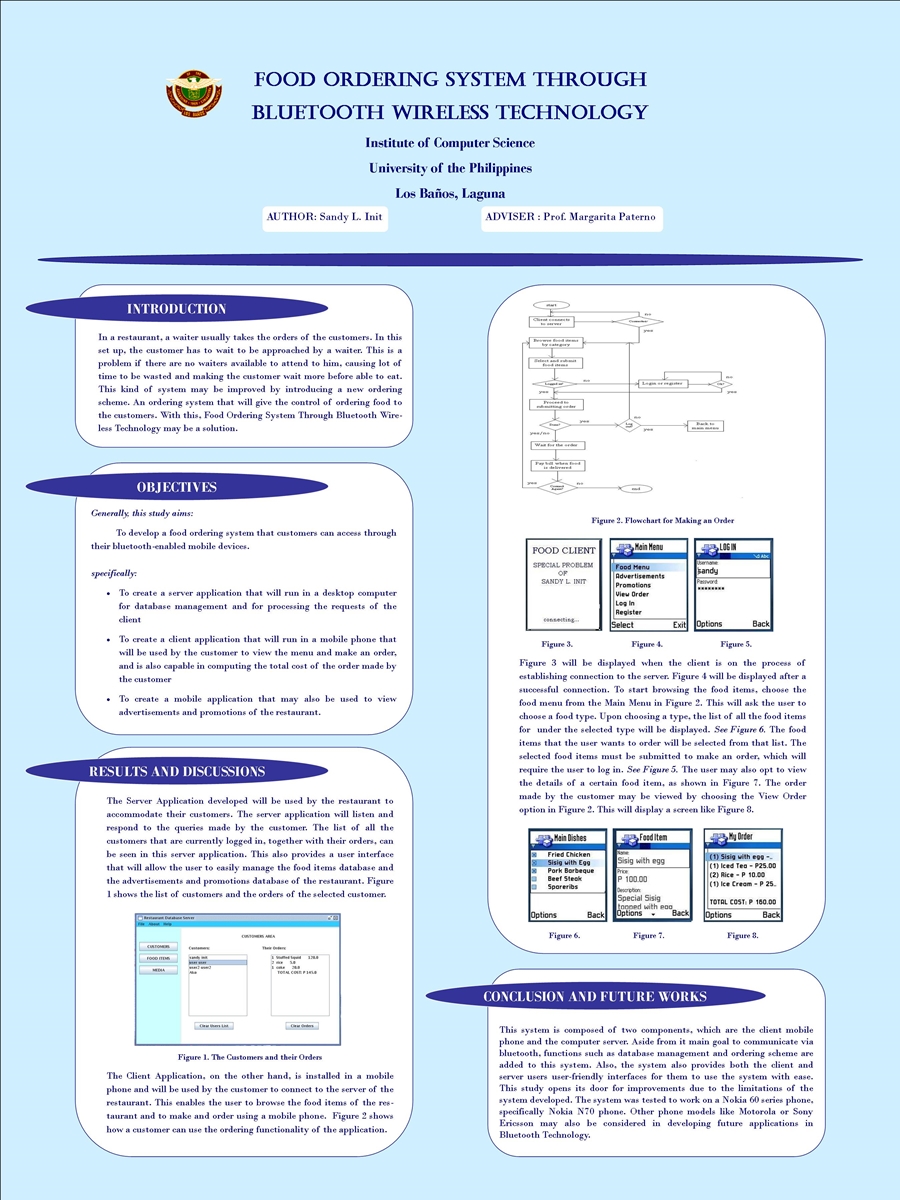 FOOD ORDERING SYSTEM THROUGH
BLUETOOTH WIRELESS TECHNOLOGY
Institute of Computer Science
University of the Philippines
Los Baños, Laguna
AUTHOR: Sandy L. Init
ADVISER : Prof. Margarita Paterno
INTRODUCTION
In a restaurant, a waiter usually takes the orders of the customers. In this
set up, the customer has to wait to be approached by a waiter. This is a
problem if there are no waiters available to attend to him, causing lot of
time to be wasted and making the customer wait more before able to eat.
This kind of system may be improved by introducing a new ordering
scheme. An ordering system that will give the control of ordering food to
the customers. With this, Food Ordering System Through Bluetooth Wire-
less Technology may be a solution.
OBJECTIVES
Generally, this study aims:
To develop a food ordering system that customers can access through
their bluetooth-enabled mobile devices.
specifically:
• To create a server application that will run in a desktop computer
for database management and for processing the requests of the
client
• To create a client application that will run in a mobile phone that
will be used by the customer to view the menu and make an order,
and is also capable in computing the total cost of the order made by
the customer
• To create a mobile application that may also be used to view
advertisements and promotions of the restaurant.
RESULTS AND DISCUSSIONS
The Server Application developed will be used by the restaurant to
accommodate their customers. The server application will listen and
respond to the queries made by the customer. The list of all the
customers that are currently logged in, together with their orders, can
be seen in this server application. This also provides a user interface
that will allow the user to easily manage the food items database and
the advertisements and promotions database of the restaurant. Figure
1 shows the list of customers and the orders of the selected customer.
Restaurant Database Server
File About Help
CUSTOMERS AREA
CUSTOMERS
FOOD ITEMS
MEDIA
Customers:
sandy init
user user
user2 user2
Aba
Their Orders:
1 Stuffed Squid 120.0
2 rice 5.0
1 coke 20.0
TOTAL COST: P 145.0
Clear Users List
Clear Orders
Figure 1. The Customers and their Orders
The Client Application, on the other hand, is installed in a mobile
phone and will be used by the customer to connect to the server of the
restaurant. This enables the user to browse the food items of the res-
taurant and to make and order using a mobile phone. Figure 2 shows
how a customer can use the ordering functionality of the application.
start
Client connects
to server
no
yes
Browse food items
by category
Select and submit
food items
Logged in?
no
Login or register
no
yes
yes
Proceed to
submitting order
yes
no
yes
Back to
main menu
yes/no
Wait for the order
Pay bill when food
is delivered
yes
no
end
Figure 2. Flowchart for Making an Order
FOOD CLIENT
SPECIAL PROBLEM
OF
SANDY L. INIT
connecting...
Main Menu
Food Menu
Advertisements
Promotions
View Order
Log In
Register
Select Exit
LOG IN
Abc
Username:
sandy
Password:
********
Options Back
Figure 3.
Figure 4.
Figure 5.
Figure 3 will be displayed when the client is on the process of
establishing connection to the server. Figure 4 will be displayed after a
successful connection. To start browsing the food items, choose the
food menu from the Main Menu in Figure 2. This will ask the user to
choose a food type. Upon choosing a type, the list of all the food items
for under the selected type will be displayed. See Figure 6. The food
items that the user wants to order will be selected from that list. The
selected food items must be submitted to make an order, which will
require the user to log in. See Figure 5. The user may also opt to view
the details of a certain food item, as shown in Figure 7. The order
made by the customer may be viewed by choosing the View Order
option in Figure 2. This will display a screen like Figure 8.
Main Dishes
Fried Chicken
Sisig with Egg
Pork Barbeque
Beef Steak
Spareribs
Options Back
Food Item
Name:
Sisig with egg
Price:
P 100.00
Description:
Special Sisig
topped with egg
Options Back
My Order
(1) Sisig with egg -..
(1) Iced Tea - P25.00
(2) Rice - P 10.00
(1) Ice Cream - P 25..
TOTAL COST: P 160.00
Options Back
Figure 6.
Figure 7.
Figure 8.
CONCLUSION AND FUTURE WORKS
This system is composed of two components, which are the client mobile
phone and the computer server. Aside from it main goal to communicate via
bluetooth, functions such as database management and ordering scheme are
added to this system. Also, the system also provides both the client and
server users user-friendly interfaces for them to use the system with ease.
This study opens its door for improvements due to the limitations of the
system developed. The system was tested to work on a Nokia 60 series phone,
specifically Nokia N70 phone. Other phone models like Motorola or Sony
Ericsson may also be considered in developing future applications in
Bluetooth Technology.